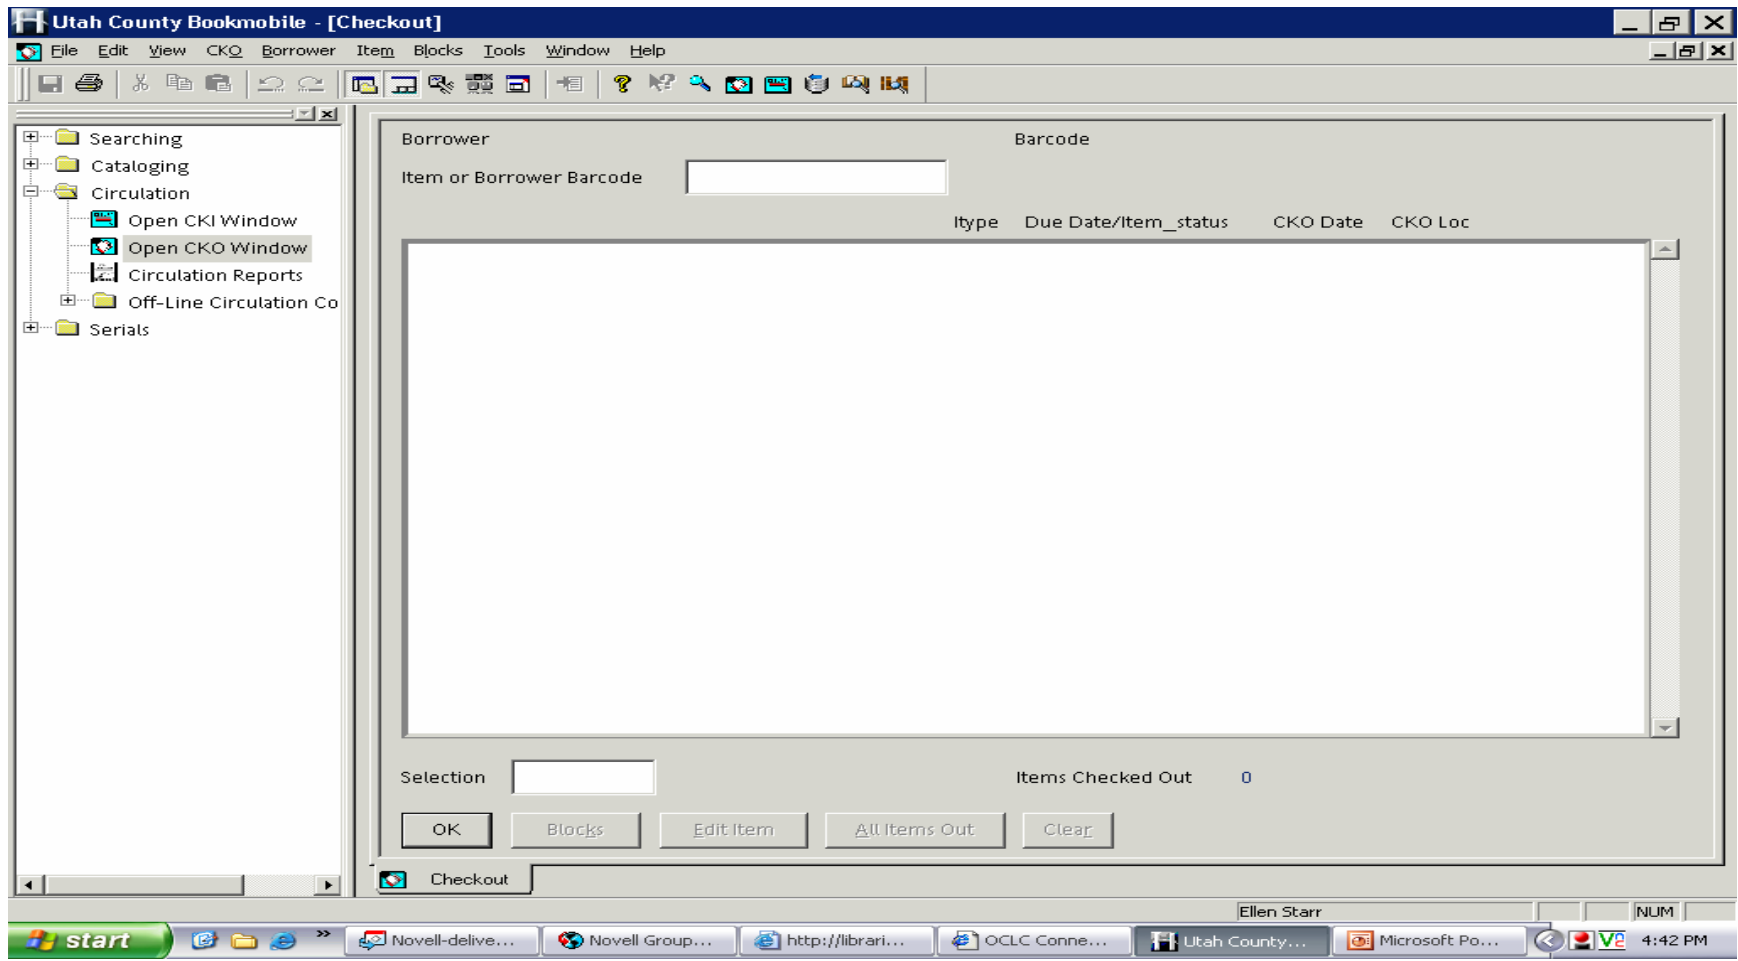 Utah County Bookmobile - [Checkout]
File Edit View CKO Borrower Item Blocks Tools Window Help
Searching
Cataloging
Circulation
Open CKI Window
Open CKO Window
Circulation Reports
Off-Line Circulation Co
Serials
Borrower Barcode
Item or Borrower Barcode
Itype Due Date/Item_status CKO Date CKO Loc
Selection Items Checked Out 0
OK Blocks Edit Item All Items Out Clear
Checkout
Ellen Starr NUM
start Novell-delive... Novell Group... http://librari... OCLC Conne... Utah County... Microsoft Po... 4:42 PM